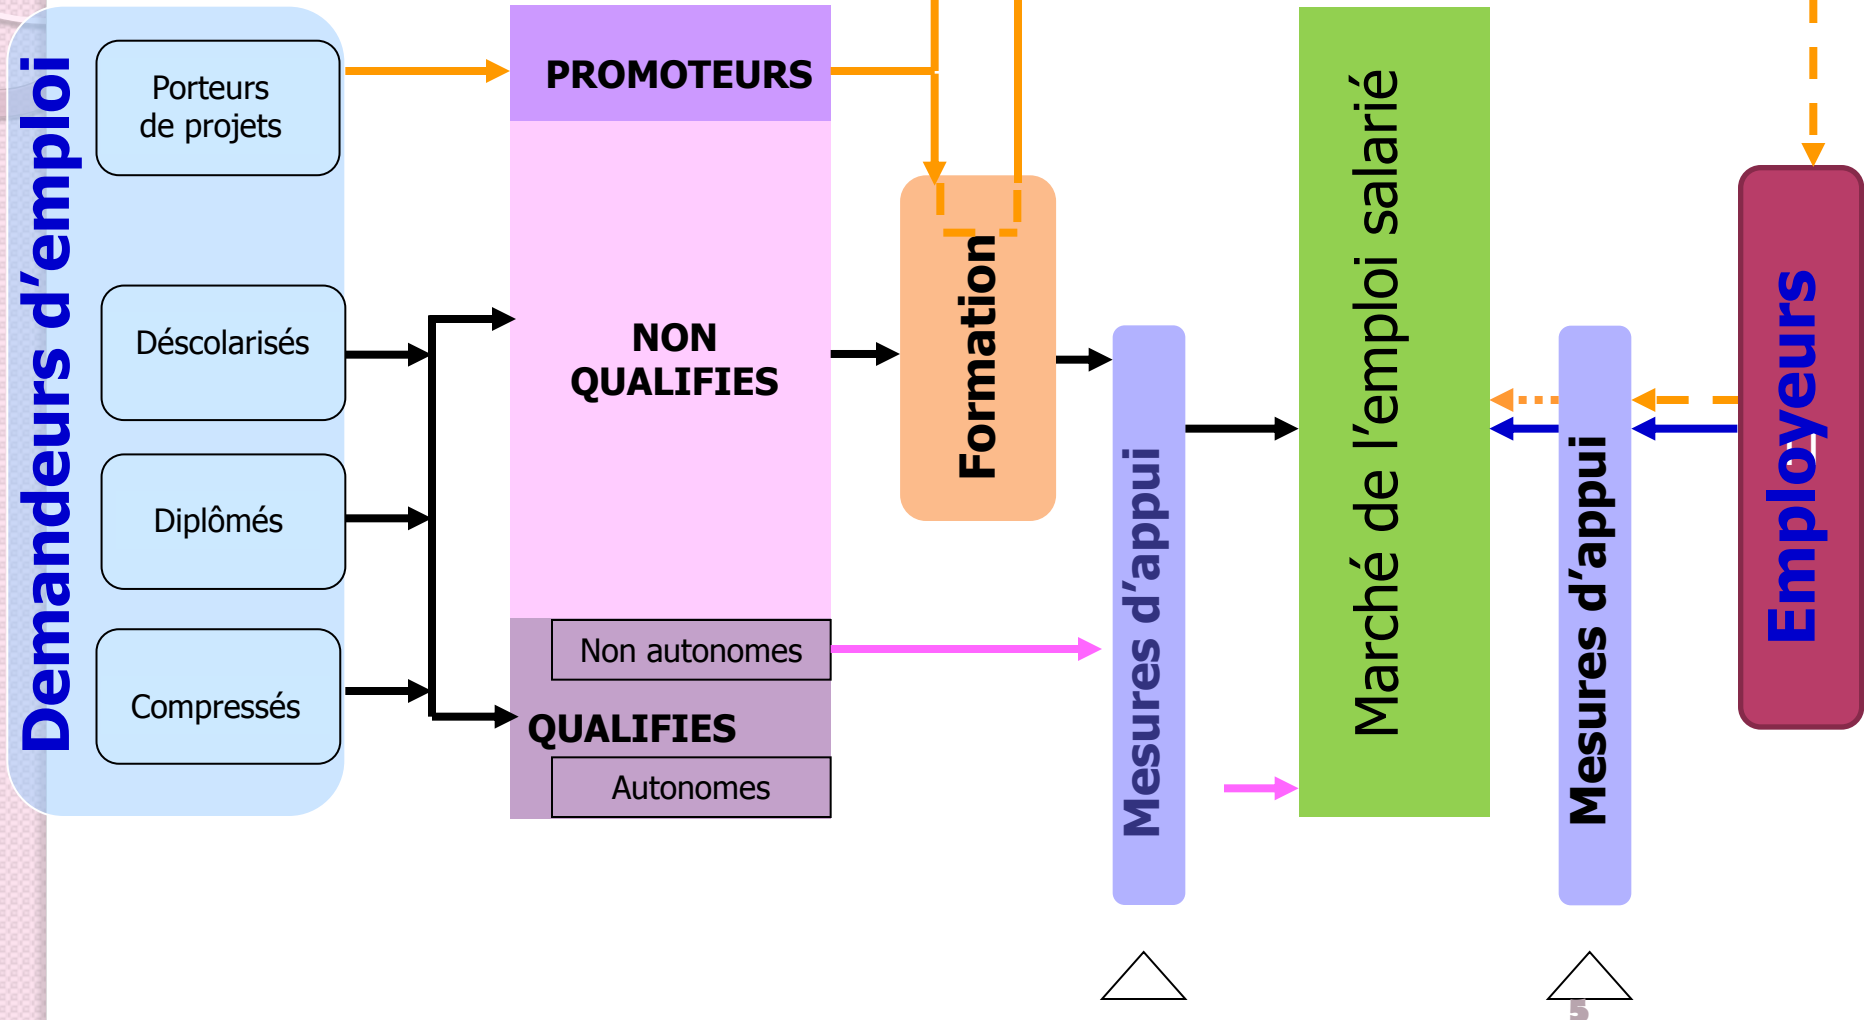 Demandeurs d’emploi
Porteurs
de projets
Déscolarisés
Diplômés
Compressés
PROMOTEURS
NON
QUALIFIES
Non autonomes
QUALIFIES
Autonomes
Formation
Mesures d’appui
Marché de l’emploi salarié
Mesures d’appui
Employeurs
5